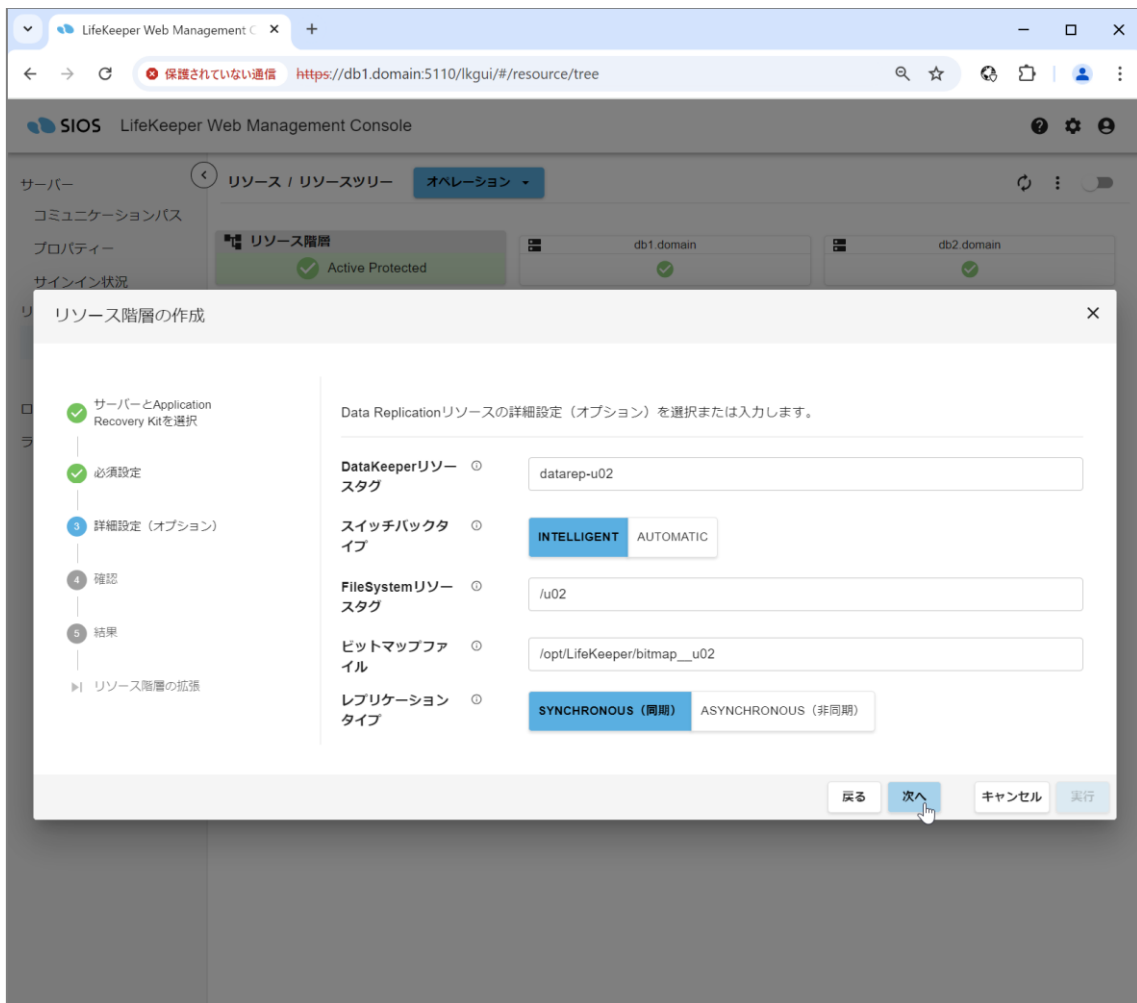 LifeKeeper Web Management C
保護されていない通信 https://db1.domain:5110/lkgui/#/resource/tree
SIOS LifeKeeper Web Management Console
サーバー
コミュニケーションパス
プロパティー
サインイン状況
リ
ロ
ラ
リソース / リソースツリー オペレーション
リソース階層
Active Protected
db1.domain
db2.domain
リソース階層の作成
サーバーとApplication
Recovery Kitを選択
必須設定
3 詳細設定（オプション）
4 確認
5 結果
リソース階層の拡張
Data Replicationリソースの詳細設定（オプション）を選択または入力します。
DataKeeperリソー
スタグ
datarep-u02
スイッチバックタ
イプ
INTELLIGENT AUTOMATIC
FileSystemリソー
スタグ
/u02
ビットマップファ
イル
/opt/LifeKeeper/bitmap__u02
レプリケーション
タイプ
SYNCHRONOUS（同期） ASYNCHRONOUS（非同期）
戻る 次へ キャンセル 実行